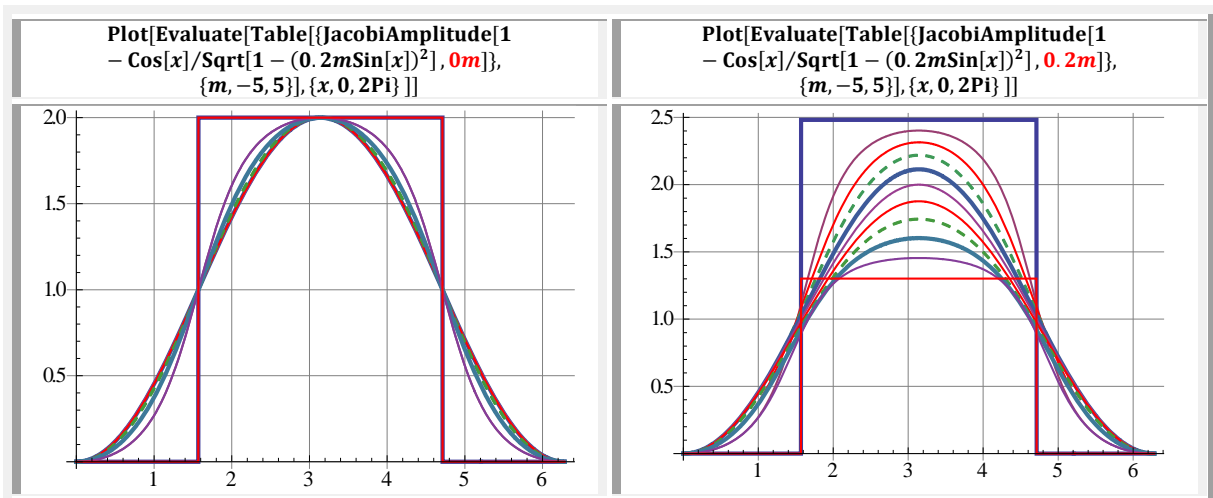 Plot[Evaluate[Table[{JacobiAmplitude[1
− Cos[x]/Sqrt[1 − (0.2mSin[x])²], 0m]},
{m, −5, 5}], {x, 0, 2Pi} ]]
2.0
1.5
1.0
0.5
1 2 3 4 5 6
Plot[Evaluate[Table[{JacobiAmplitude[1
− Cos[x]/Sqrt[1 − (0.2mSin[x])²], 0.2m]},
{m, −5, 5}], {x, 0, 2Pi} ]]
2.5
2.0
1.5
1.0
0.5
1 2 3 4 5 6